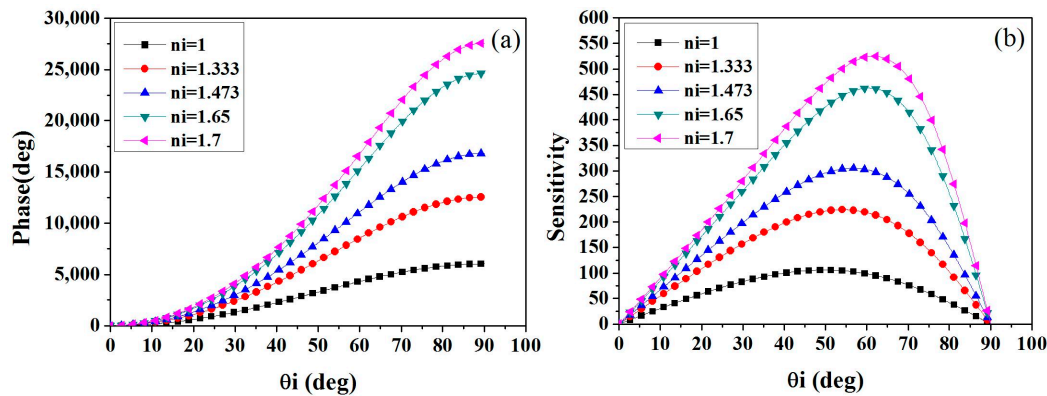 (a)
ni=1
ni=1.333
ni=1.473
ni=1.65
ni=1.7
Phase(deg)
30,000
25,000
20,000
15,000
10,000
5,000
0
0 10 20 30 40 50 60 70 80 90 100
θi (deg)
(b)
ni=1
ni=1.333
ni=1.473
ni=1.65
ni=1.7
Sensitivity
600
550
500
450
400
350
300
250
200
150
100
50
0
0 10 20 30 40 50 60 70 80 90 100
θi (deg)